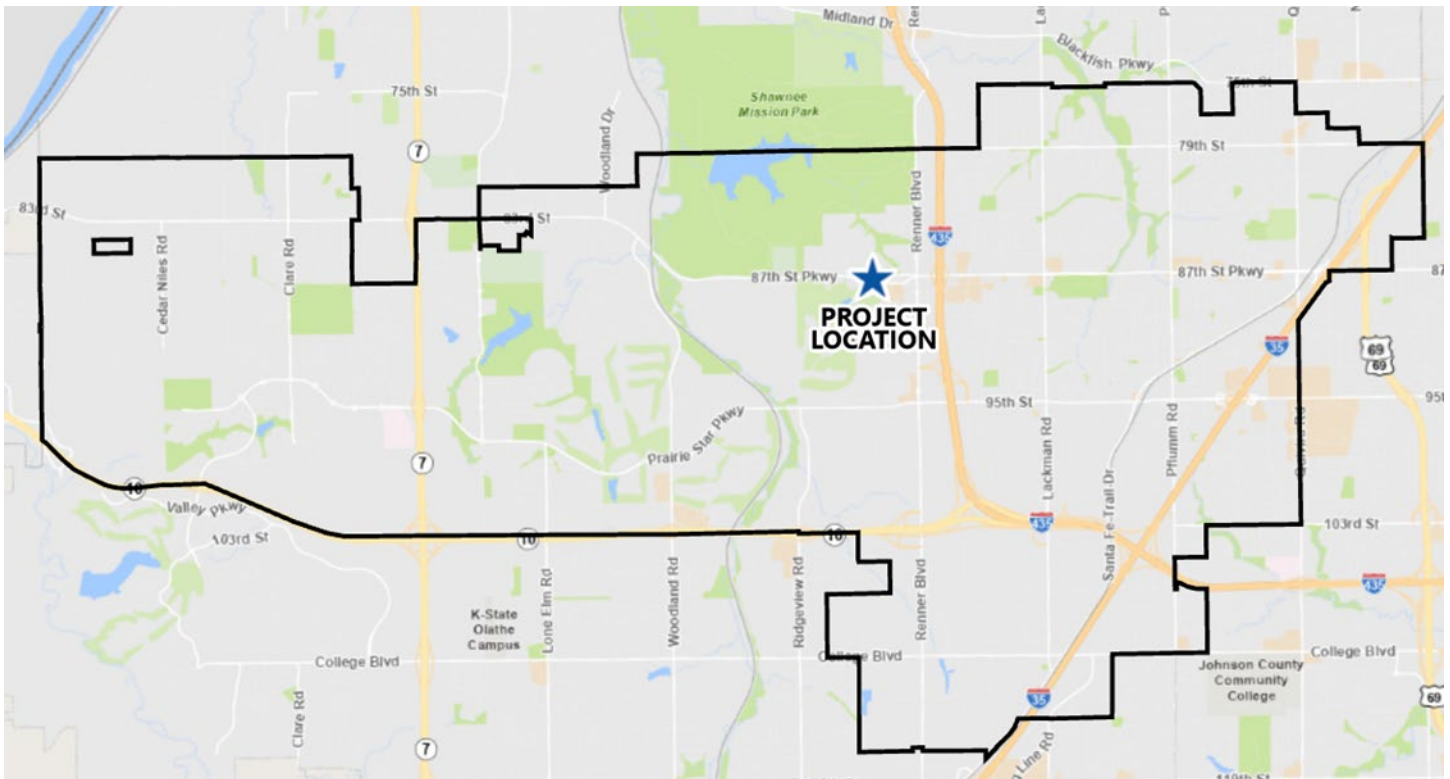 Midland Dr
Blackfish Pkwy
75th St
75th St
Shawnee
Mission Park
Woodland Dr
7
79th St
83rd St
83rd St
Renner Blvd
435
Cedar Niles Rd
Clare Rd
87th St Pkwy
87th St Pkwy
PROJECT
LOCATION
35
69
69
95th St
Prairie Star Pkwy
7
Lackman Rd
Pflumm Rd
Santa Fe-Trail-Dr
10
Valley Pkwy
103rd St
10
10
435
103rd St
435
K-State
Olathe
Campus
Lone Elm Rd
Woodland Rd
Ridgeview Rd
Renner Blvd
College Blvd
College Blvd
College Blvd
Johnson County
Community
College
Clare Rd
35
69
7
119th St